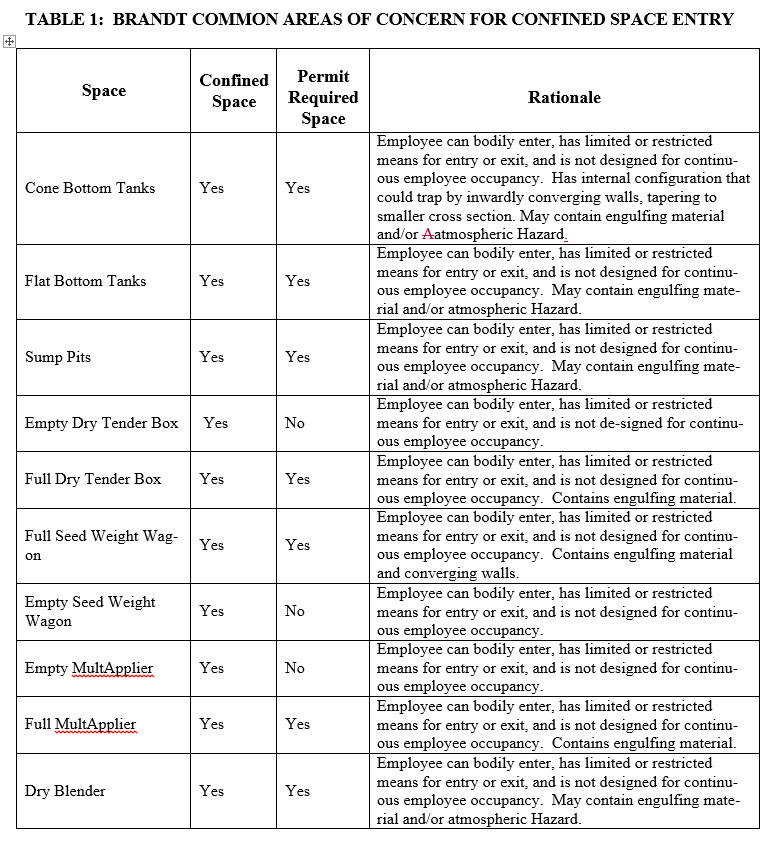 TABLE 1:  BRANDT COMMON AREAS OF CONCERN FOR CONFINED SPACE ENTRY
Space
Confined
Space
Permit
Required
Space
Rationale
Cone Bottom Tanks
Yes
Yes
Employee can bodily enter, has limited or restricted
means for entry or exit, and is not designed for continu-
ous employee occupancy.  Has internal configuration that
could trap by inwardly converging walls, tapering to
smaller cross section. May contain engulfing material
and/or Aatmospheric Hazard.
Flat Bottom Tanks
Yes
Yes
Employee can bodily enter, has limited or restricted
means for entry or exit, and is not designed for continu-
ous employee occupancy.  May contain engulfing mate-
rial and/or atmospheric Hazard.
Sump Pits
Yes
Yes
Employee can bodily enter, has limited or restricted
means for entry or exit, and is not designed for continu-
ous employee occupancy.  May contain engulfing mate-
rial and/or atmospheric Hazard.
Empty Dry Tender Box
Yes
No
Employee can bodily enter, has limited or restricted
means for entry or exit, and is not de-signed for continu-
ous employee occupancy.
Full Dry Tender Box
Yes
Yes
Employee can bodily enter, has limited or restricted
means for entry or exit, and is not designed for continu-
ous employee occupancy.  Contains engulfing material.
Full Seed Weight Wag-
on
Yes
Yes
Employee can bodily enter, has limited or restricted
means for entry or exit, and is not designed for continu-
ous employee occupancy.  Contains engulfing material
and converging walls.
Empty Seed Weight
Wagon
Yes
No
Employee can bodily enter, has limited or restricted
means for entry or exit, and is not designed for continu-
ous employee occupancy.
Empty MultApplier
Yes
No
Employee can bodily enter, has limited or restricted
means for entry or exit, and is not designed for continu-
ous employee occupancy.
Full MultApplier
Yes
Yes
Employee can bodily enter, has limited or restricted
means for entry or exit, and is not designed for continu-
ous employee occupancy.  Contains engulfing material.
Dry Blender
Yes
Yes
Employee can bodily enter, has limited or restricted
means for entry or exit, and is not designed for continu-
ous employee occupancy.  May contain engulfing mate-
rial and/or atmospheric Hazard.